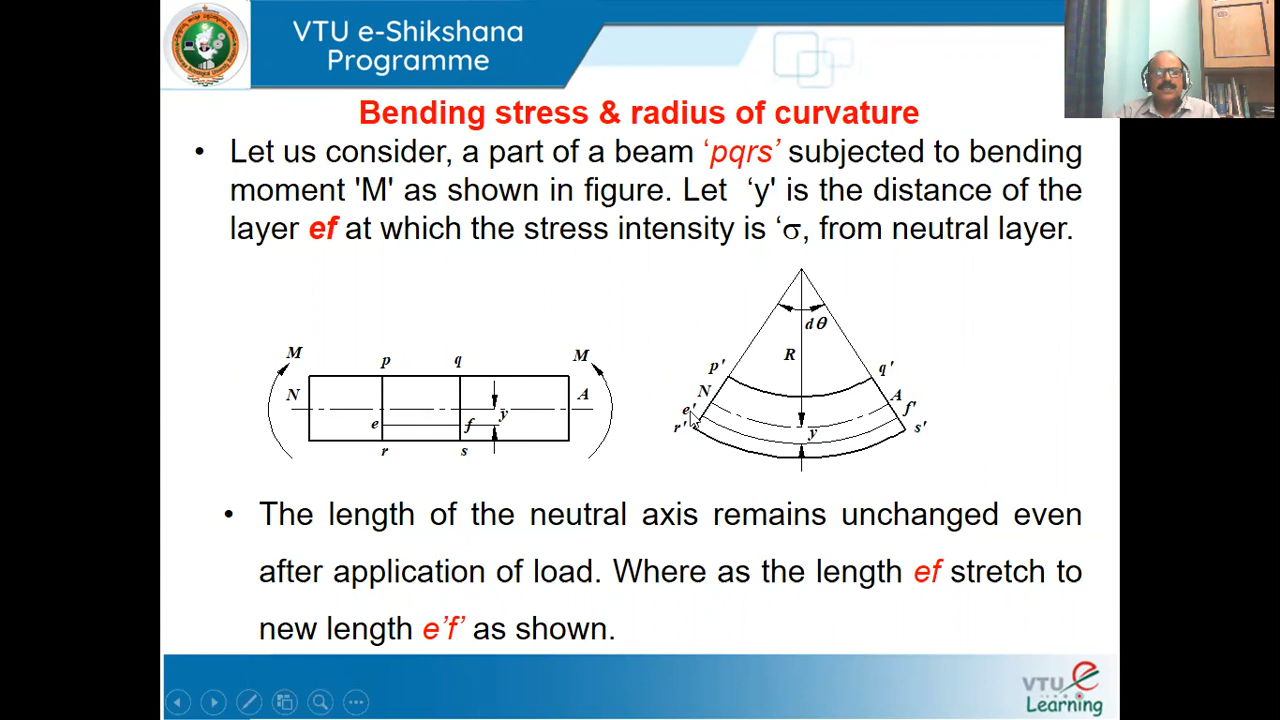 VTU e-Shikshana
Programme
Bending stress & radius of curvature
• Let us consider, a part of a beam ‘pqrs’ subjected to bending
moment 'M' as shown in figure. Let ‘y' is the distance of the
layer ef at which the stress intensity is ‘σ, from neutral layer.
M p q M
N A
e f y
r s
dθ
R
p' q'
N A
e' f'
r' y s'
• The length of the neutral axis remains unchanged even
after application of load. Where as the length ef stretch to
new length e’f’ as shown.
VTU e
Learning